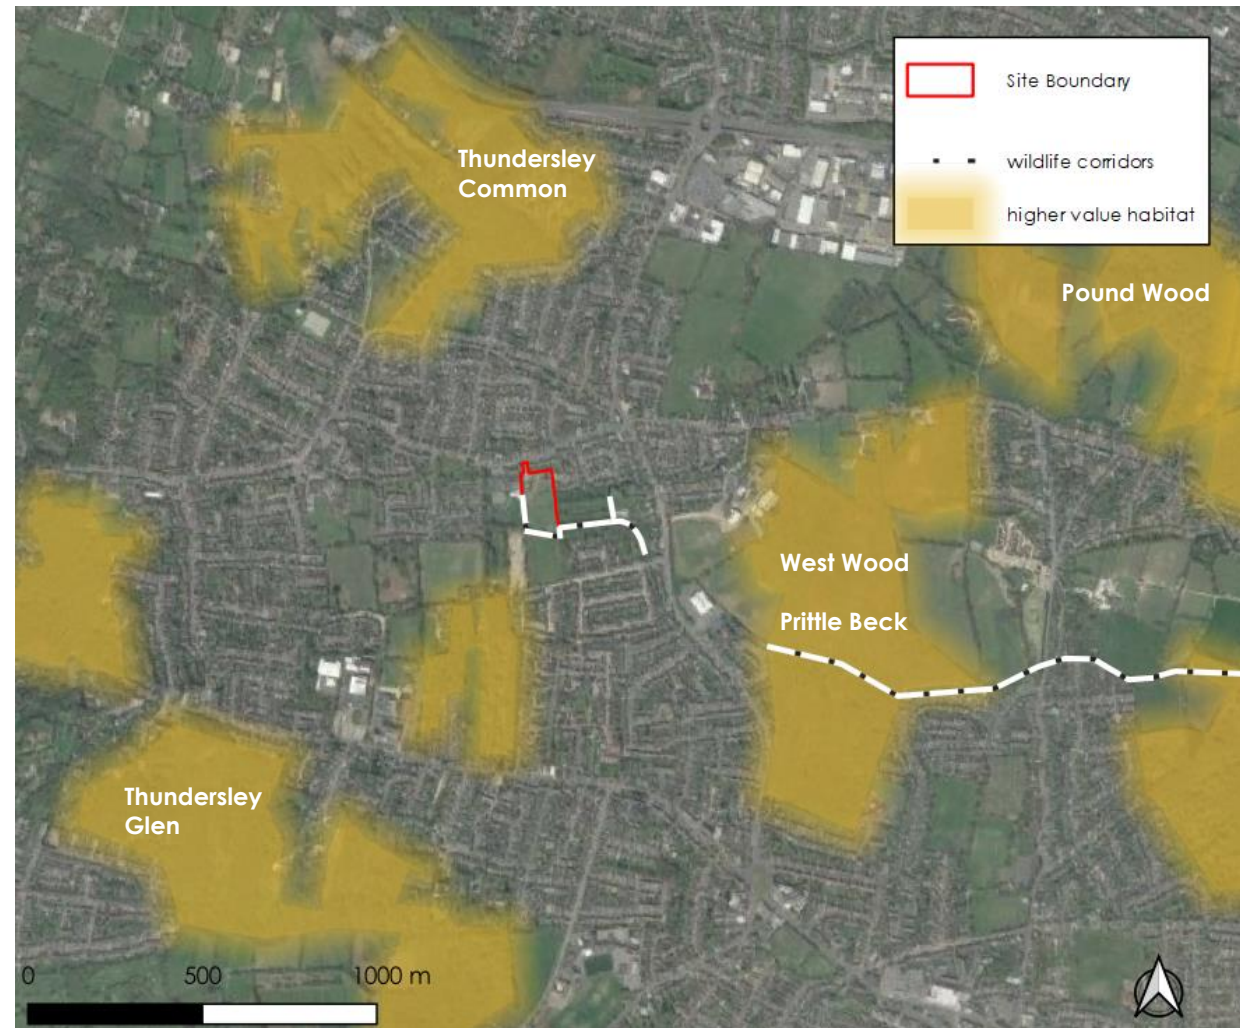 Site Boundary
wildlife corridors
higher value habitat
Thundersley
Common
Pound Wood
West Wood
Prittle Beck
Thundersley
Glen
0 500 1000 m